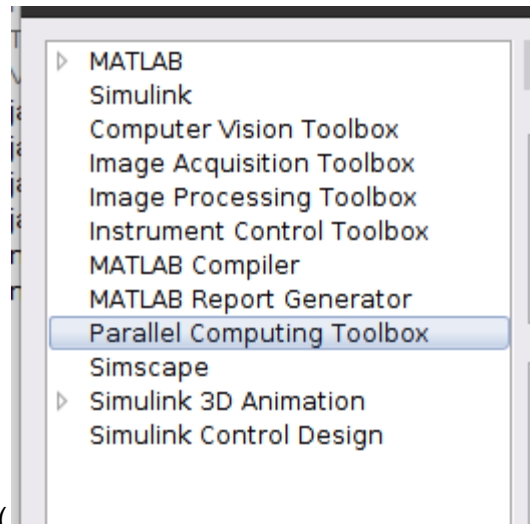 MATLAB
Simulink
Computer Vision Toolbox
Image Acquisition Toolbox
Image Processing Toolbox
Instrument Control Toolbox
MATLAB Compiler
MATLAB Report Generator
Parallel Computing Toolbox
Simscape
Simulink 3D Animation
Simulink Control Design
(